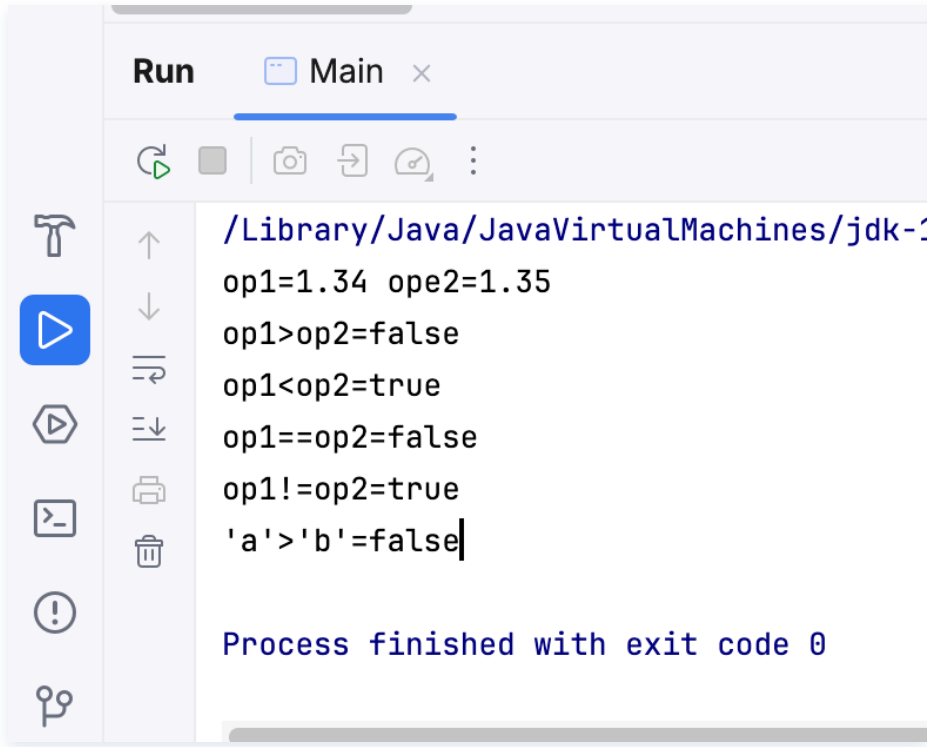 Run Main
/Library/Java/JavaVirtualMachines/jdk-1
op1=1.34 ope2=1.35
op1>op2=false
op1<op2=true
op1==op2=false
op1!=op2=true
'a'>'b'=false
Process finished with exit code 0